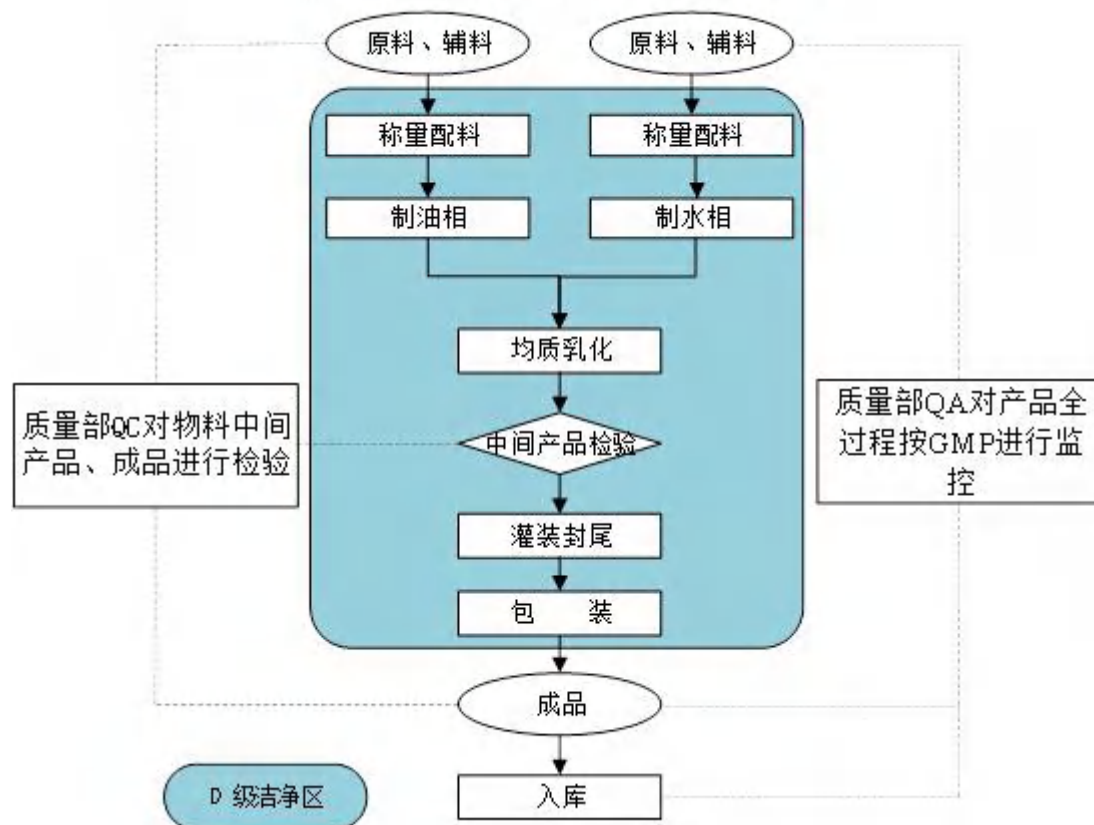 原料、辅料
原料、辅料
称量配料
称量配料
制油相
制水相
均质乳化
质量部QC对物料中间
产品、成品进行检验
中间产品检验
质量部QA对产品全
过程按GMP进行监
控
灌装封尾
包 装
成品
D 级洁净区
入库